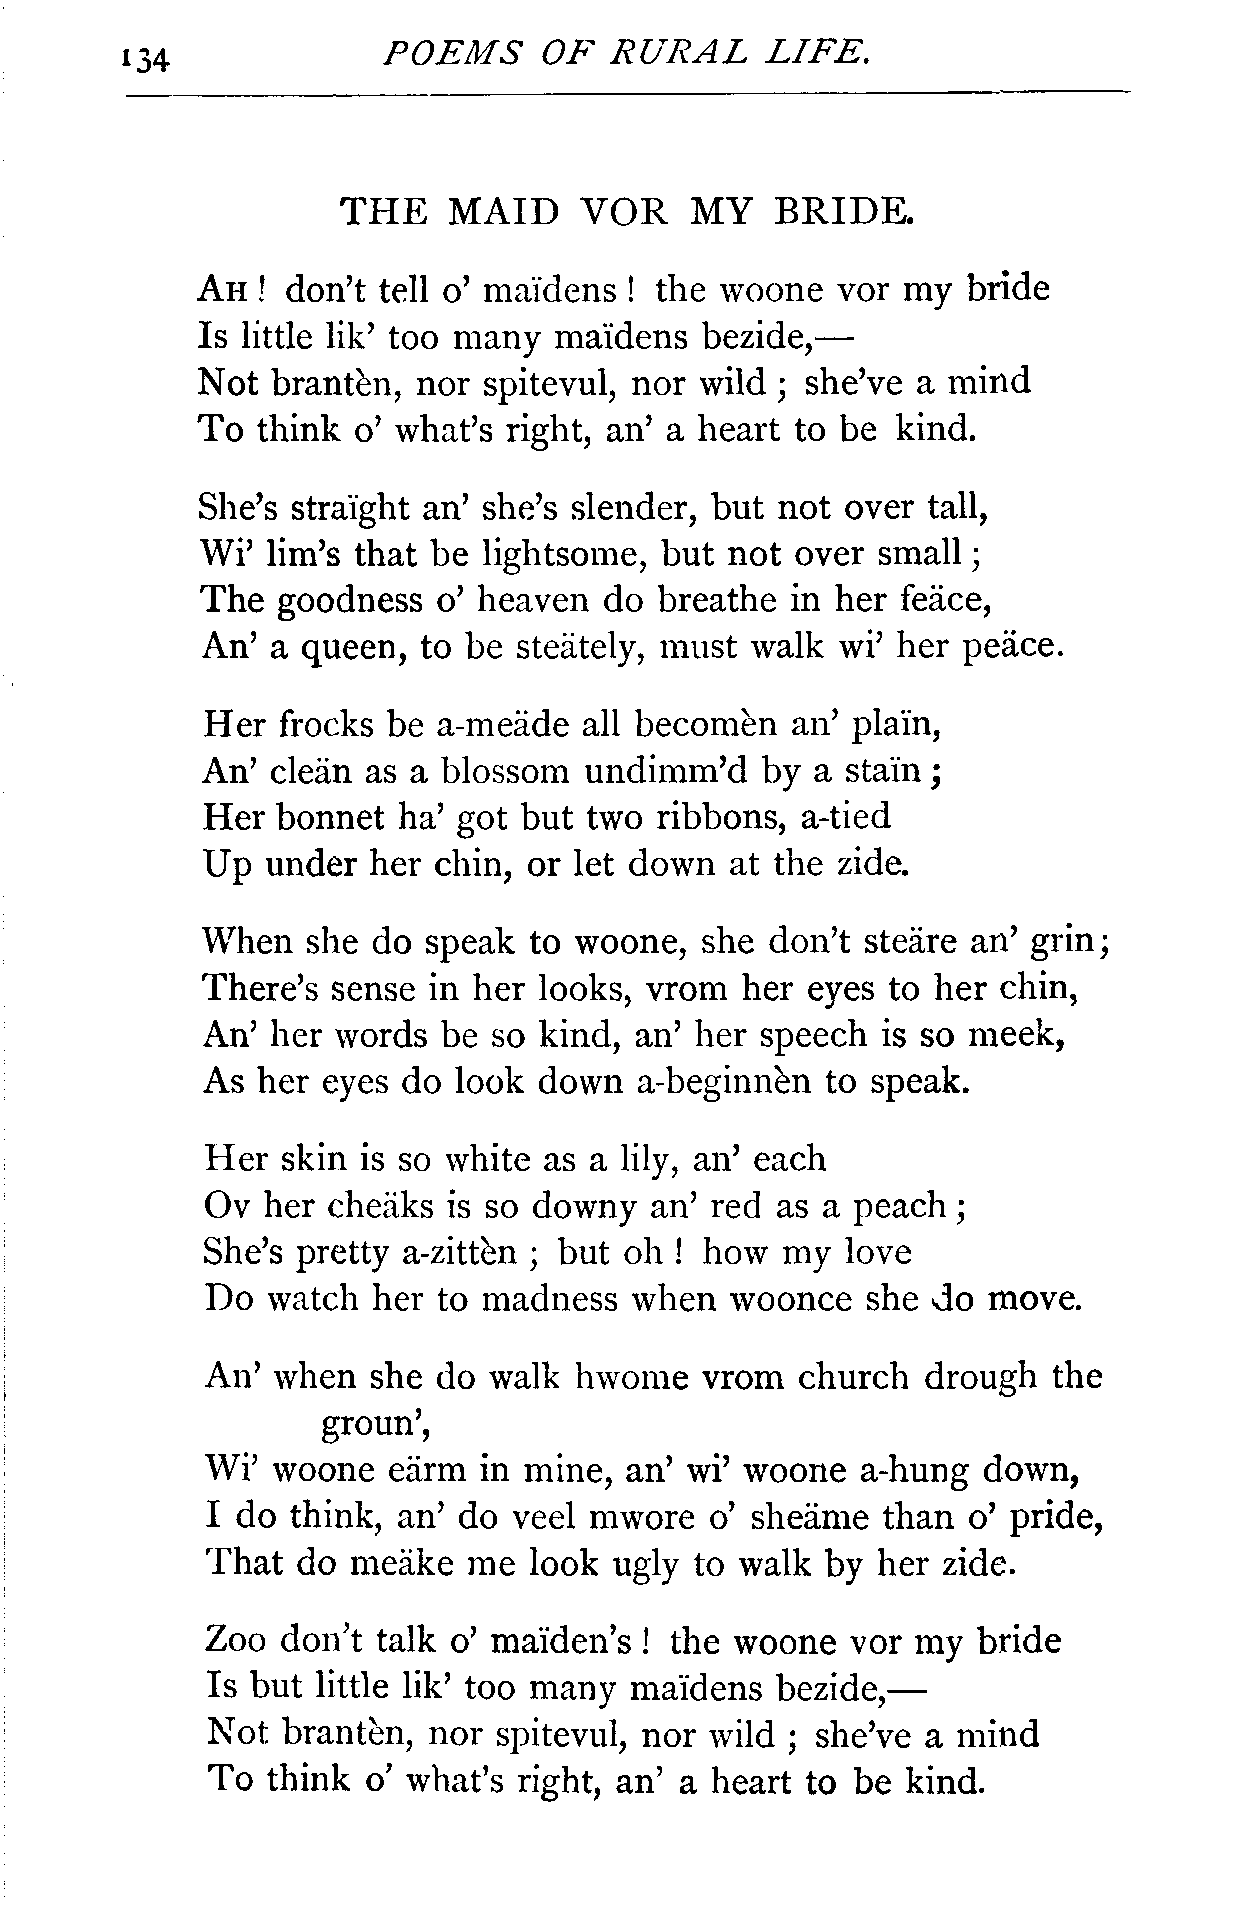 134 POEMS OF RURAL LIFE.
THE MAID VOR MY BRIDE.
AH ! don't tell o' maïdens ! the woone vor my bride
Is little lik' too many maïdens bezide,—
Not brantèn, nor spitevul, nor wild ; she've a mind
To think o' what's right, an' a heart to be kind.
She's straïght an' she's slender, but not over tall,
Wi' lim's that be lightsome, but not over small ;
The goodness o' heaven do breathe in her feäce,
An' a queen, to be steätely, must walk wi' her peäce.
Her frocks be a-meäde all becomèn an' plaïn,
An' cleän as a blossom undimm'd by a staïn ;
Her bonnet ha' got but two ribbons, a-tied
Up under her chin, or let down at the zide.
When she do speak to woone, she don't steäre an' grin;
There's sense in her looks, vrom her eyes to her chin,
An' her words be so kind, an' her speech is so meek,
As her eyes do look down a-beginnèn to speak.
Her skin is so white as a lily, an' each
Ov her cheäks is so downy an' red as a peach ;
She's pretty a-zittèn ; but oh ! how my love
Do watch her to madness when woonce she do move.
An' when she do walk hwome vrom church drough the
groun',
Wi' woone eärm in mine, an' wi' woone a-hung down,
I do think, an' do veel mwore o' sheäme than o' pride,
That do meäke me look ugly to walk by her zide.
Zoo don't talk o' maïden's ! the woone vor my bride
Is but little lik' too many maïdens bezide,—
Not brantèn, nor spitevul, nor wild ; she've a mind
To think o' what's right, an' a heart to be kind.